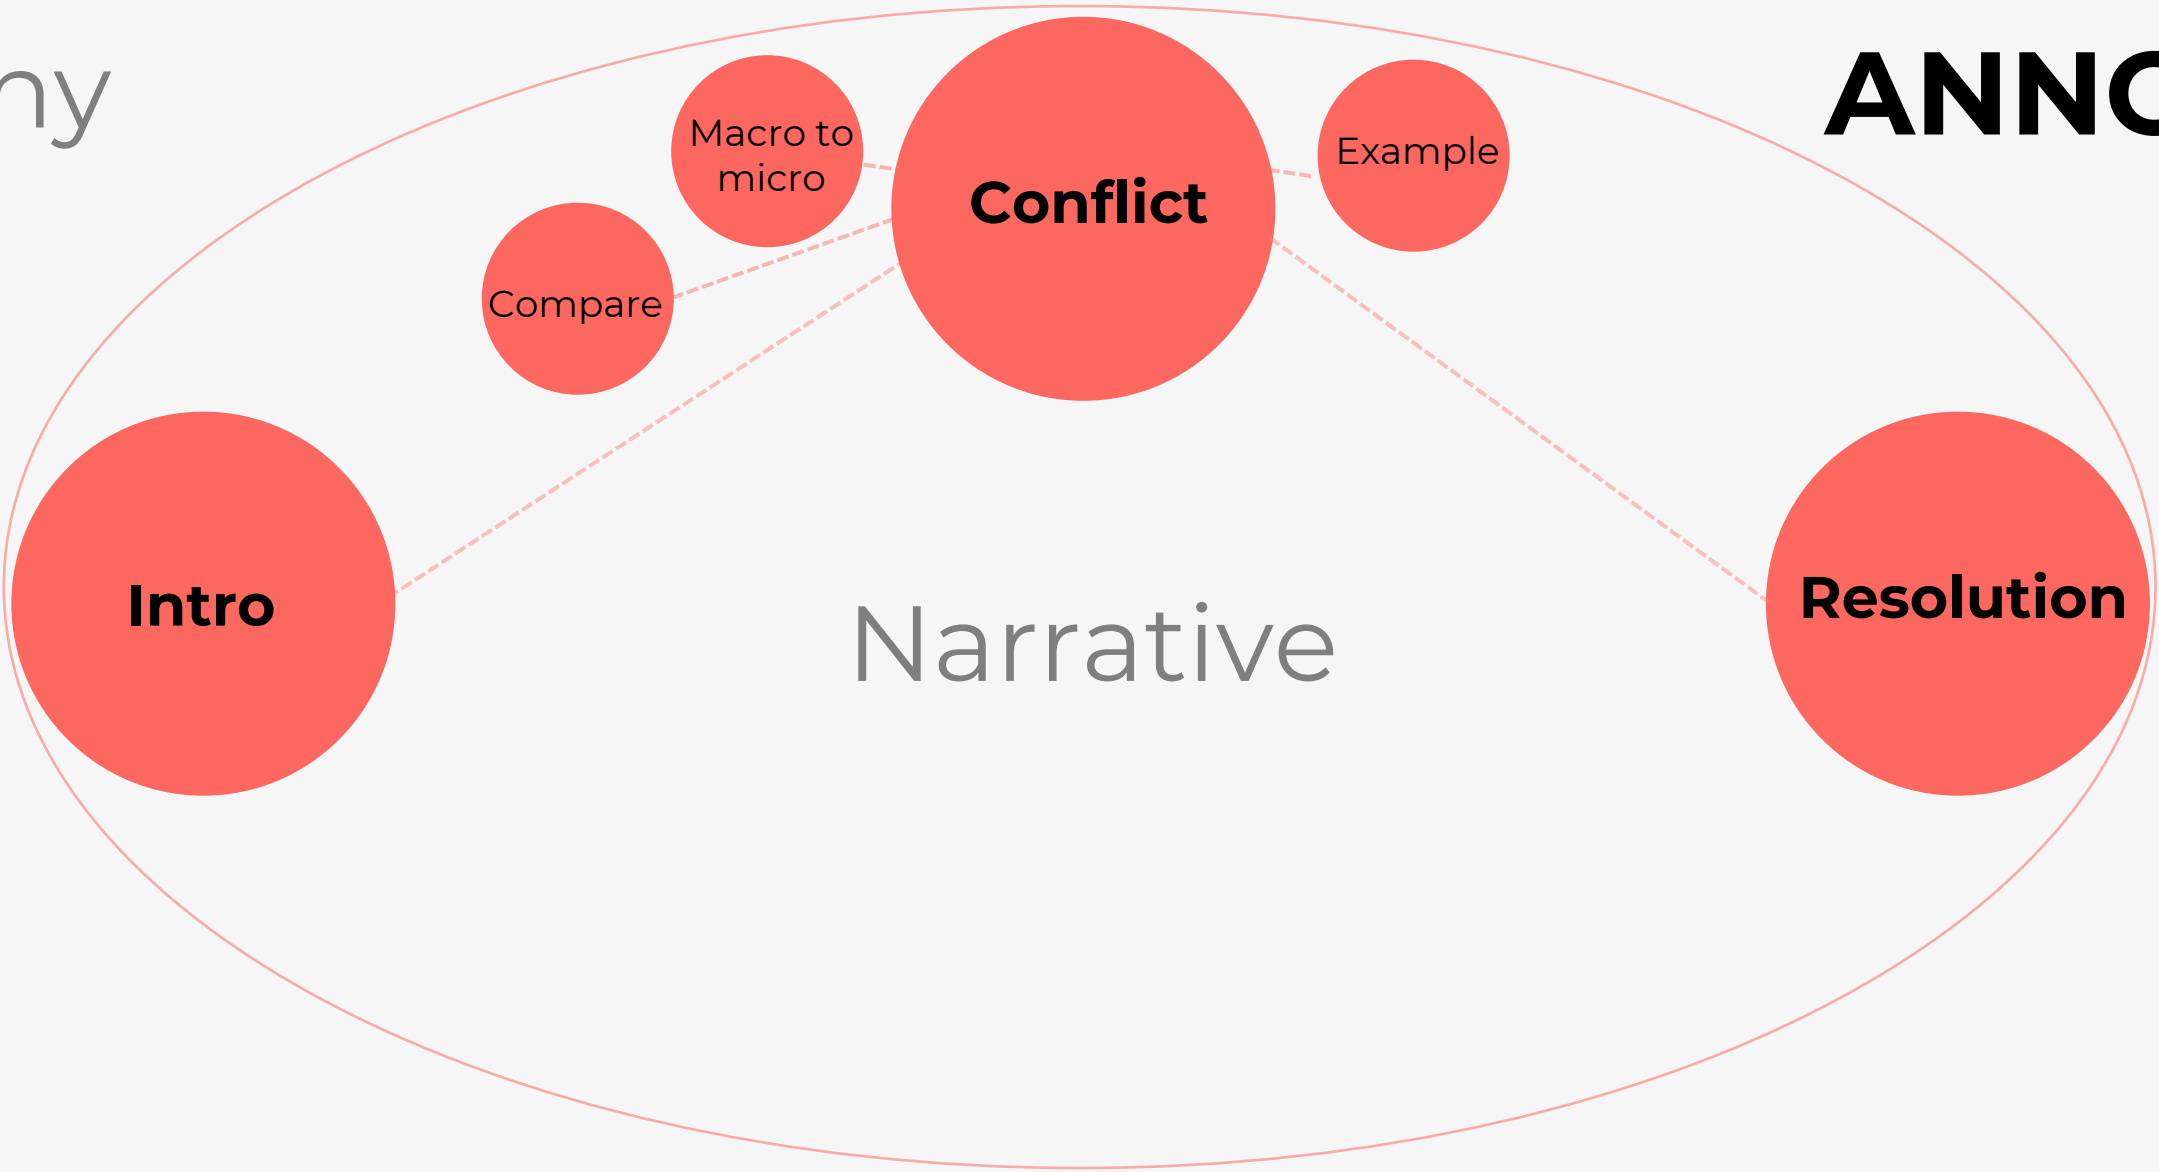 Macro to
micro
Conflict
Example
Compare
Intro
Narrative
Resolution